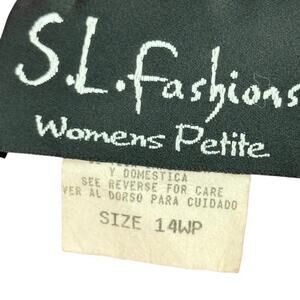 S.L.fashions
Womens Petite
Y DOMESTICA
SEE REVERSE FOR CARE
VER AL DORSO PARA CUIDADO
SIZE 14WP